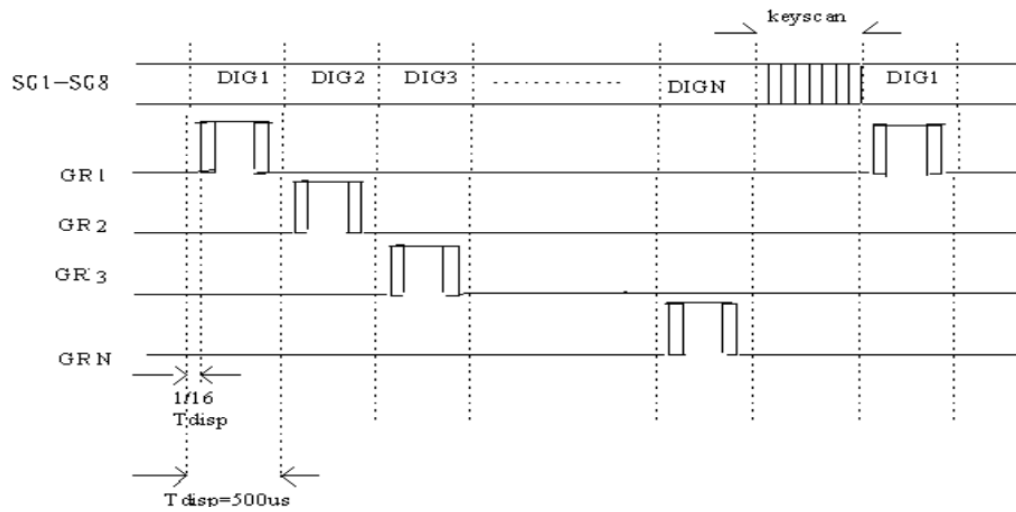 keyscan
SG1-SG8 DIG1 DIG2 DIG3 .............. DIGN DIG1
GR1
GR2
GR3
GRN
1/16
Tdisp
Tdisp=500us